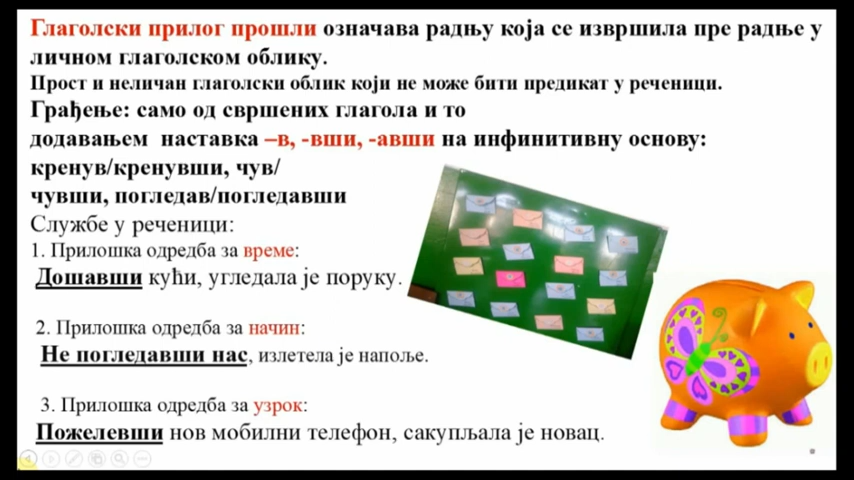 Глаголски прилог прошли означава радњу која се извршила пре радње у
личном глаголском облику.
Прост и неличан глаголски облик који не може бити предикат у реченици.
Грађење: само од свршених глагола и то
додавањем наставка –в, -вши, -авши на инфинитивну основу:
кренув/кренувши, чув/
чувши, погледав/погледавши
Службе у реченици:
1. Прилошка одредба за време:
Дошавши кући, угледала је поруку.
2. Прилошка одредба за начин:
Не погледавши нас, излетела је напоље.
3. Прилошка одредба за узрок:
Пожелевши нов мобилни телефон, сакупљала је новац.